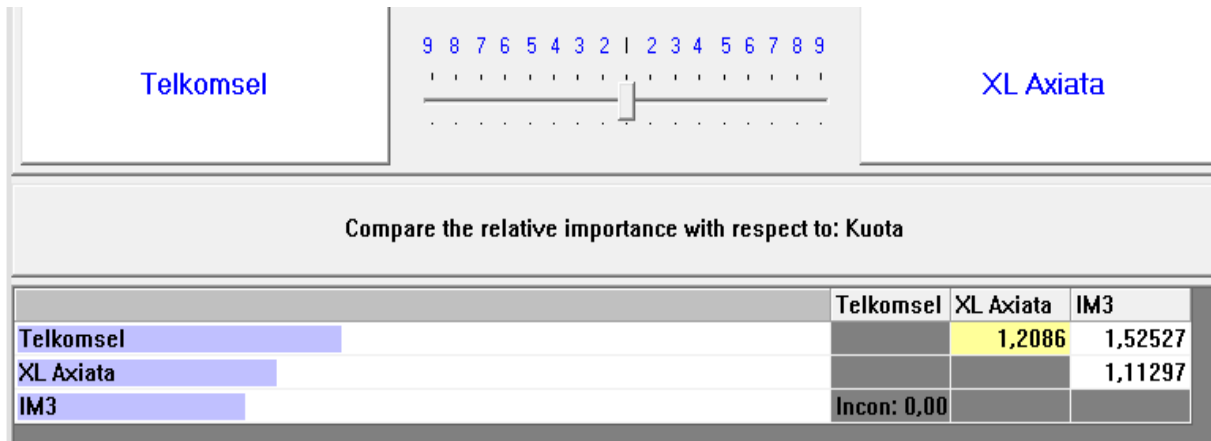 9 8 7 6 5 4 3 2 1 2 3 4 5 6 7 8 9
Telkomsel XL Axiata
Compare the relative importance with respect to: Kuota
Telkomsel XL Axiata IM3
Telkomsel 1,2086 1,52527
XL Axiata 1,11297
IM3 Incon: 0,00